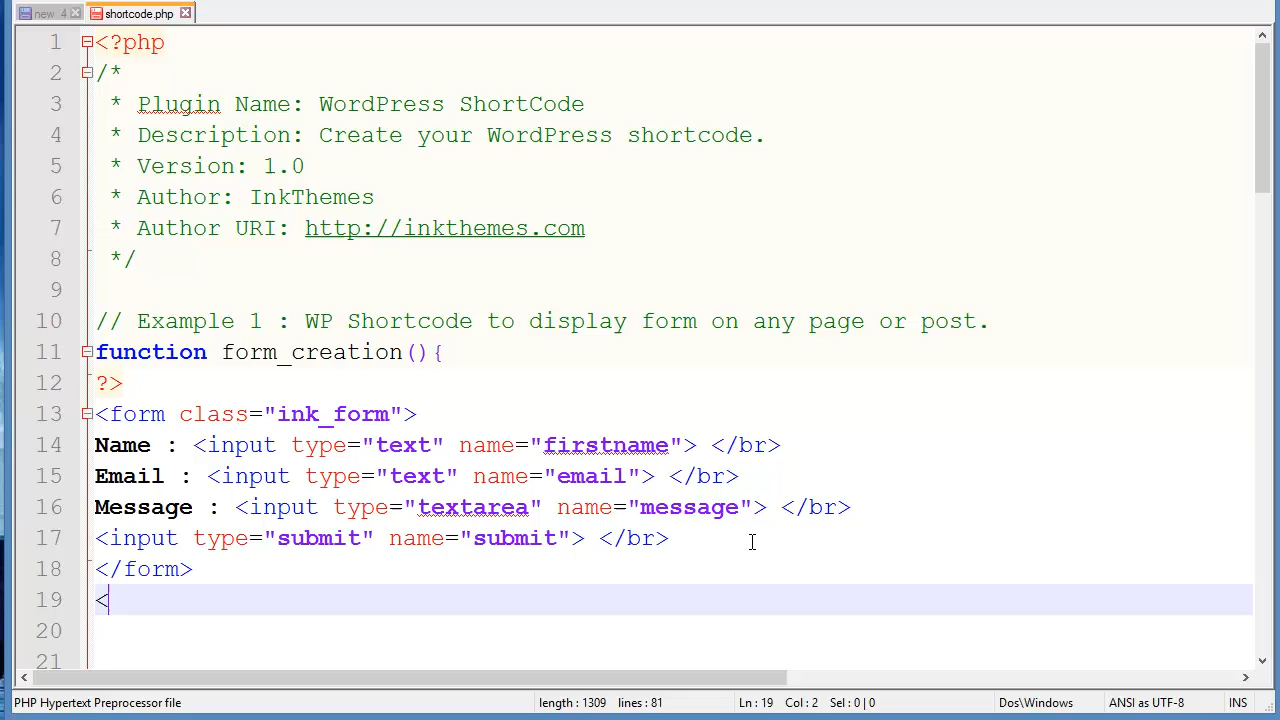 new 4 shortcode.php
1 <?php
2 /*
3 * Plugin Name: WordPress ShortCode
4 * Description: Create your WordPress shortcode.
5 * Version: 1.0
6 * Author: InkThemes
7 * Author URI: http://inkthemes.com
8 */
9
10 // Example 1 : WP Shortcode to display form on any page or post.
11 function form_creation(){
12 ?>
13 <form class="ink_form">
14 Name : <input type="text" name="firstname"> </br>
15 Email : <input type="text" name="email"> </br>
16 Message : <input type="textarea" name="message"> </br>
17 <input type="submit" name="submit"> </br>
18 </form>
19 <
20
21
PHP Hypertext Preprocessor file length : 1309 lines : 81 Ln : 19 Col : 2 Sel : 0 | 0 Dos\Windows ANSI as UTF-8 INS